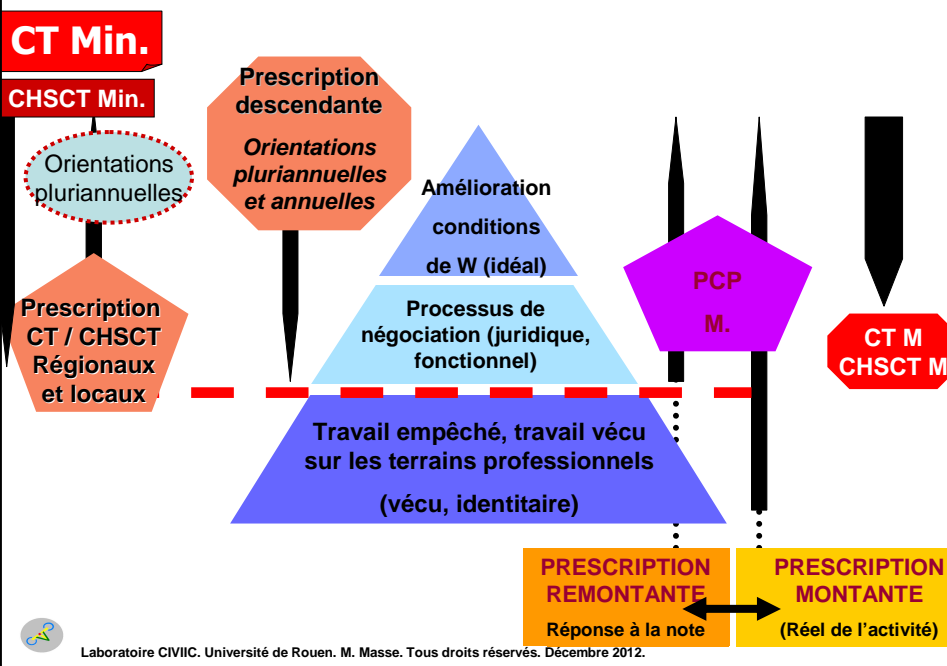 CT Min.
CHSCT Min.
Orientations
pluriannuelles
Prescription
CT / CHSCT
Régionaux
et locaux
Prescription
descendante
Orientations
pluriannuelles
et annuelles
Amélioration
conditions
de W (idéal)
Processus de
négociation (juridique,
fonctionnel)
Travail empêché, travail vécu
sur les terrains professionnels
(vécu, identitaire)
PCP
M.
CT M
CHSCT M
PRESCRIPTION
REMONTANTE
Réponse à la note
PRESCRIPTION
MONTANTE
(Réel de l'activité)
Laboratoire CIVIIC. Université de Rouen. M. Masse. Tous droits réservés. Décembre 2012.